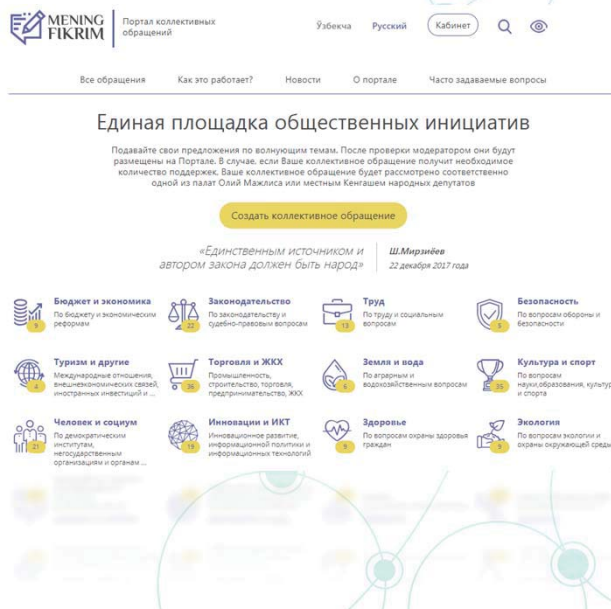 MENING
FIKRIM
Портал коллективных
обращений
Ўзбекча
Русский
Кабинет
Все обращения
Как это работает?
Новости
О портале
Часто задаваемые вопросы
Единая площадка общественных инициатив
Подавайте свои предложения по волнующим темам. После проверки модератором они будут
размещены на Портале. В случае, если Ваше коллективное обращение получит необходимое
количество поддержек, Ваше коллективное обращение будет рассмотрено соответственно
одной из палат Олий Мажлиса или местным Кенгашем народных депутатов
Создать коллективное обращение
«Единственным источником и
автором закона должен быть народ»
Ш.Мирзиёев
22 декабря 2017 года
Бюджет и экономика
По бюджету и экономическим
реформам
9
Законодательство
По законодательству и
судебно-правовым вопросам
22
Труд
По труду и социальным
вопросам
13
Безопасность
По вопросам обороны и
безопасности
Туризм и другие
Международные отношения,
внешнеэкономических связей,
иностранных инвестиций и ...
4
Торговля и ЖКХ
Промышленность,
строительство, торговля,
предпринимательство, ЖКХ
36
Земля и вода
По аграрным и
водохозяйственным вопросам
6
Культура и спорт
По вопросам
науки,образования, культур
и спорта
35
Человек и социум
По демократическим
институтам,
негосударственным
организациям и органам ...
21
Инновации и ИКТ
Инновационное развитие,
информационной политики и
информационных технологий
Здоровье
По вопросам охраны здоровья
граждан
9
Экология
По вопросам экологии и
охраны окружающей среды